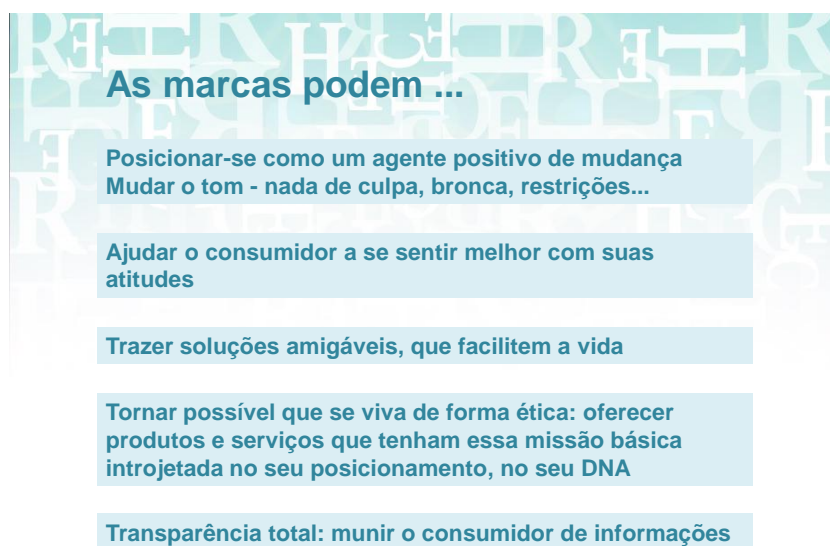 As marcas podem ...
Posicionar-se como um agente positivo de mudança
Mudar o tom - nada de culpa, bronca, restrições...
Ajudar o consumidor a se sentir melhor com suas
atitudes
Trazer soluções amigáveis, que facilitem a vida
Tornar possível que se viva de forma ética: oferecer
produtos e serviços que tenham essa missão básica
introjetada no seu posicionamento, no seu DNA
Transparência total: munir o consumidor de informações